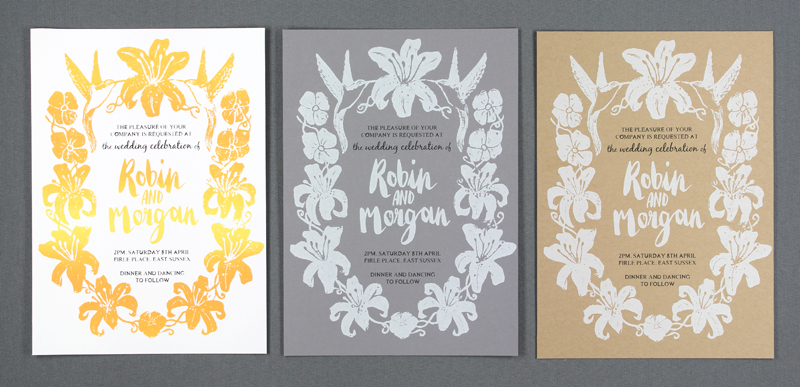 THE PLEASURE OF YOUR
COMPANY IS REQUESTED AT
the wedding celebration of
Robin
AND
Morgan
2PM, SATURDAY 8TH APRIL
FIRLE PLACE, EAST SUSSEX
DINNER AND DANCING
TO FOLLOW
THE PLEASURE OF YOUR
COMPANY IS REQUESTED AT
the wedding celebration of
Robin
AND
Morgan
2PM, SATURDAY 8TH APRIL
FIRLE PLACE, EAST SUSSEX
DINNER AND DANCING
TO FOLLOW
THE PLEASURE OF YOUR
COMPANY IS REQUESTED AT
the wedding celebration of
Robin
AND
Morgan
2PM, SATURDAY 8TH APRIL
FIRLE PLACE, EAST SUSSEX
DINNER AND DANCING
TO FOLLOW